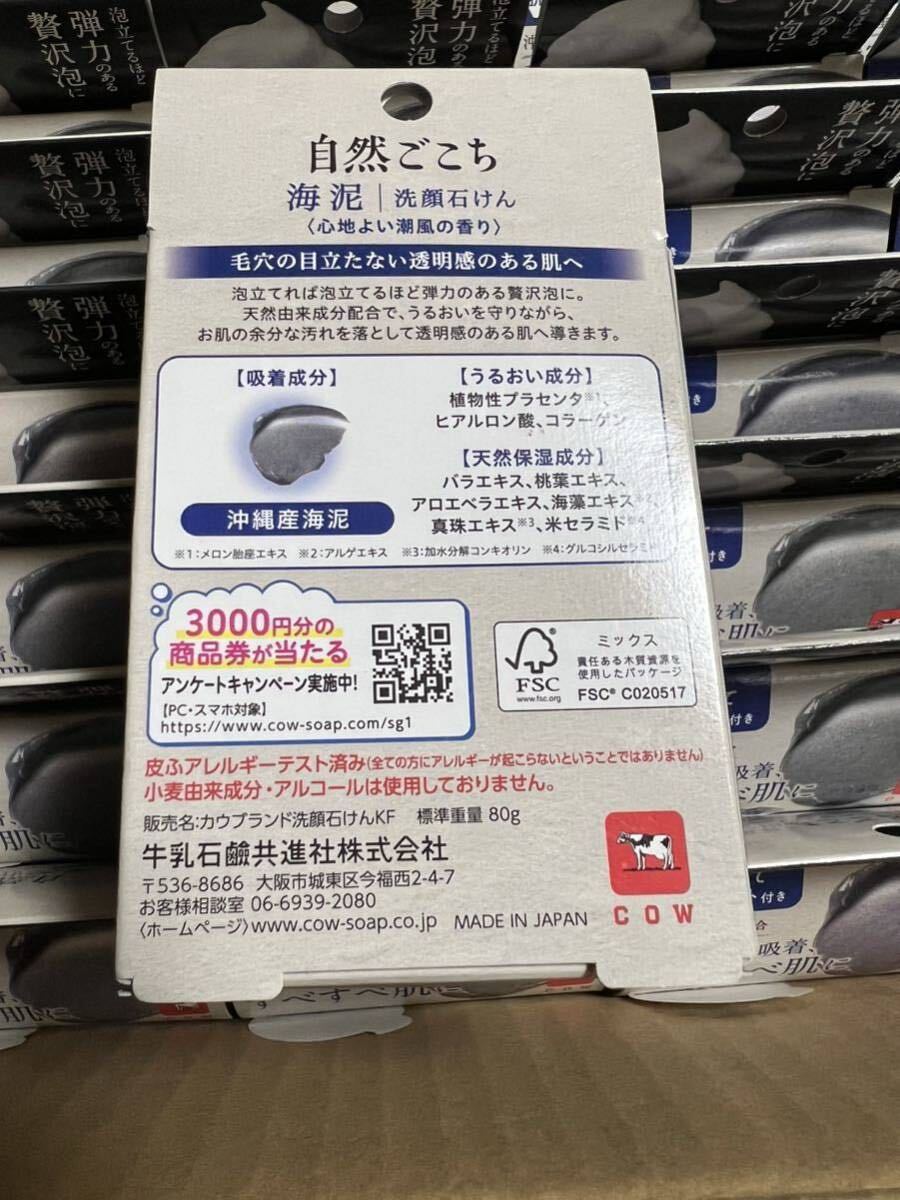 自然ごこち
海泥｜洗顔石けん
〈心地よい潮風の香り〉
毛穴の目立たない透明感のある肌へ
泡立てれば泡立てるほど弾力のある贅沢泡に。
天然由来成分配合で、うるおいを守りながら、
お肌の余分な汚れを落として透明感のある肌へ導きます。
【吸着成分】
沖縄産海泥
【うるおい成分】
植物性プラセンタ※1、
ヒアルロン酸、コラーゲン
【天然保湿成分】
バラエキス、桃葉エキス、
アロエベラエキス、海藻エキス※2、
真珠エキス※3、米セラミド※4
※1：メロン胎座エキス ※2：アルゲエキス ※3：加水分解コンキオリン ※4：グルコシルセラミド
3000円分の
商品券が当たる
アンケートキャンペーン実施中!
【PC・スマホ対象】
https://www.cow-soap.com/sg1
FSC
www.fsc.org
ミックス
責任ある木質資源を
使用したパッケージ
FSC® C020517
皮ふアレルギーテスト済み(全ての方にアレルギーが起こらないということではありません)
小麦由来成分・アルコールは使用しておりません。
販売名:カウブランド洗顔石けんKF 標準重量 80g
牛乳石鹼共進社株式会社
〒536-8686 大阪市城東区今福西2-4-7
お客様相談室 06-6939-2080
〈ホームページ〉www.cow-soap.co.jp MADE IN JAPAN
COW
泡立てるほど
弾力のある
贅沢泡に
弾力のある
贅沢泡に
弾力のある
贅沢泡に
すべすべ肌に